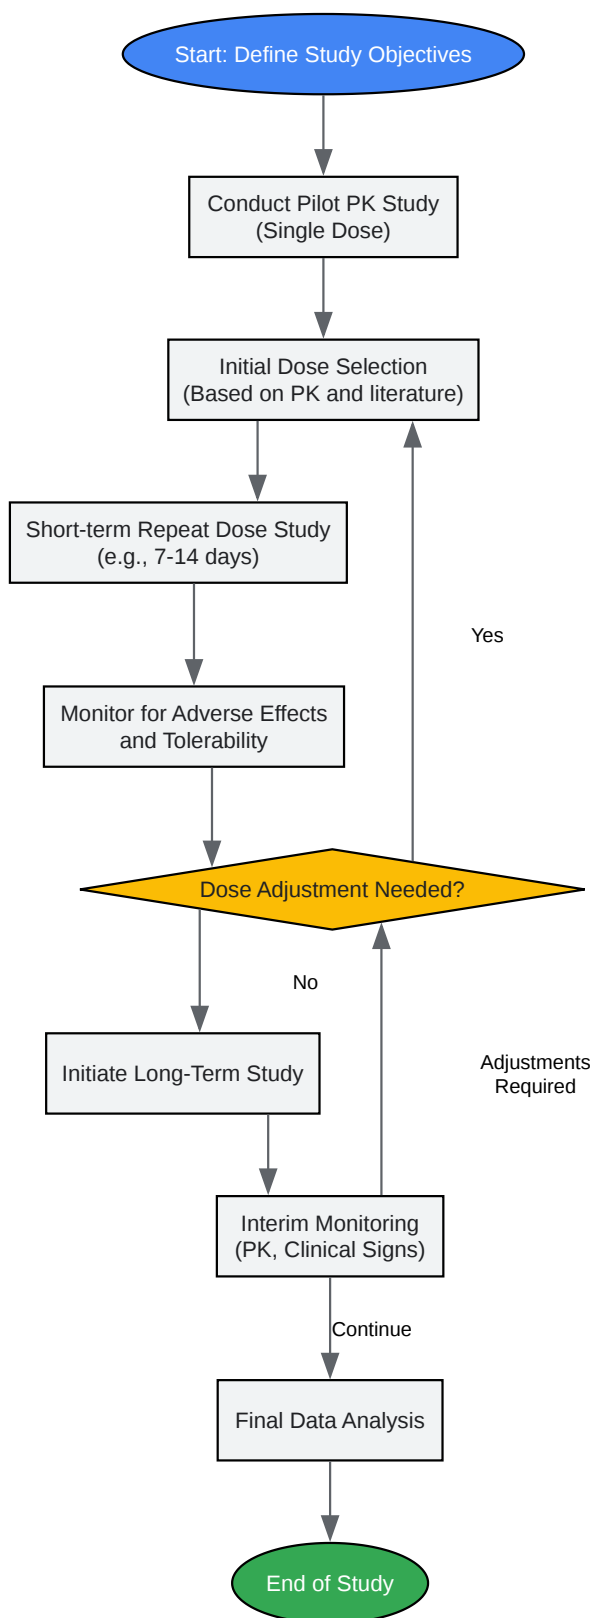 Start: Define Study Objectives
Conduct Pilot PK Study
(Single Dose)
Initial Dose Selection
(Based on PK and literature)
Short-term Repeat Dose Study
(e.g., 7-14 days)
Yes
Monitor for Adverse Effects
and Tolerability
Dose Adjustment Needed?
No
Initiate Long-Term Study
Adjustments
Required
Interim Monitoring
(PK, Clinical Signs)
Continue
Final Data Analysis
End of Study